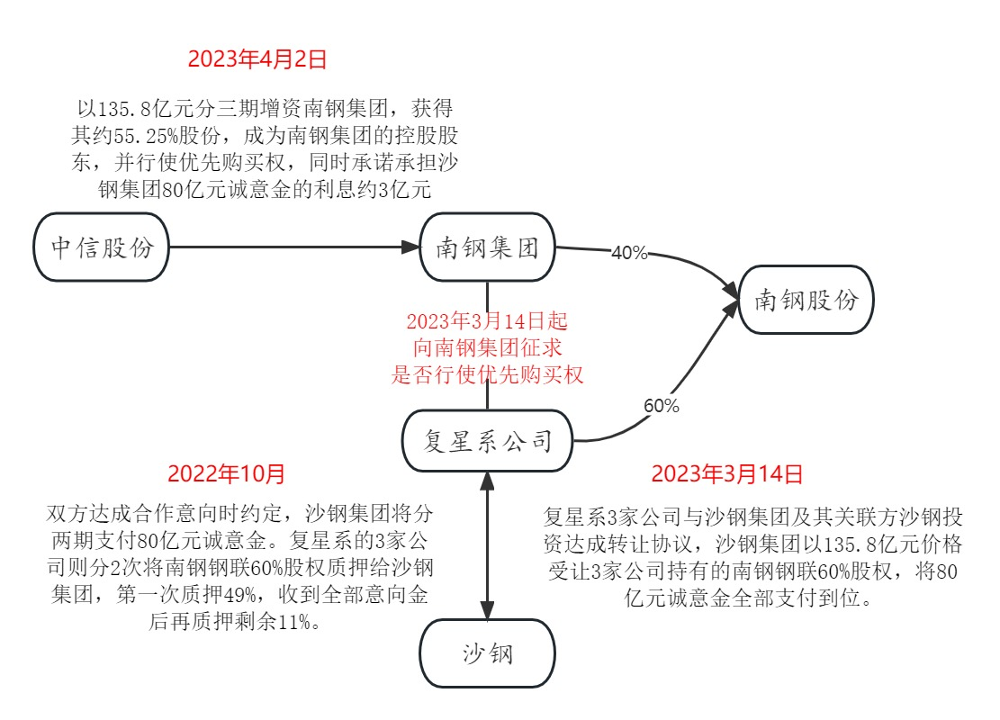 2023年4月2日
以135.8亿元分三期增资南钢集团，获得
其约55.25%股份，成为南钢集团的控股股
东，并行使优先购买权，同时承诺承担沙
钢集团80亿元诚意金的利息约3亿元
中信股份
南钢集团
40%
南钢股份
2023年3月14日起
向南钢集团征求
是否行使优先购买权
60%
复星系公司
2022年10月
双方达成合作意向时约定，沙钢集团将分
两期支付80亿元诚意金。复星系的3家公
司则分2次将南钢钢联60%股权质押给沙钢
集团，第一次质押49%，收到全部意向金
后再质押剩余11%。
2023年3月14日
复星系3家公司与沙钢集团及其关联方沙钢投
资达成转让协议，沙钢集团以135.8亿元价格
受让3家公司持有的南钢钢联60%股权，将80
亿元诚意金全部支付到位。
沙钢